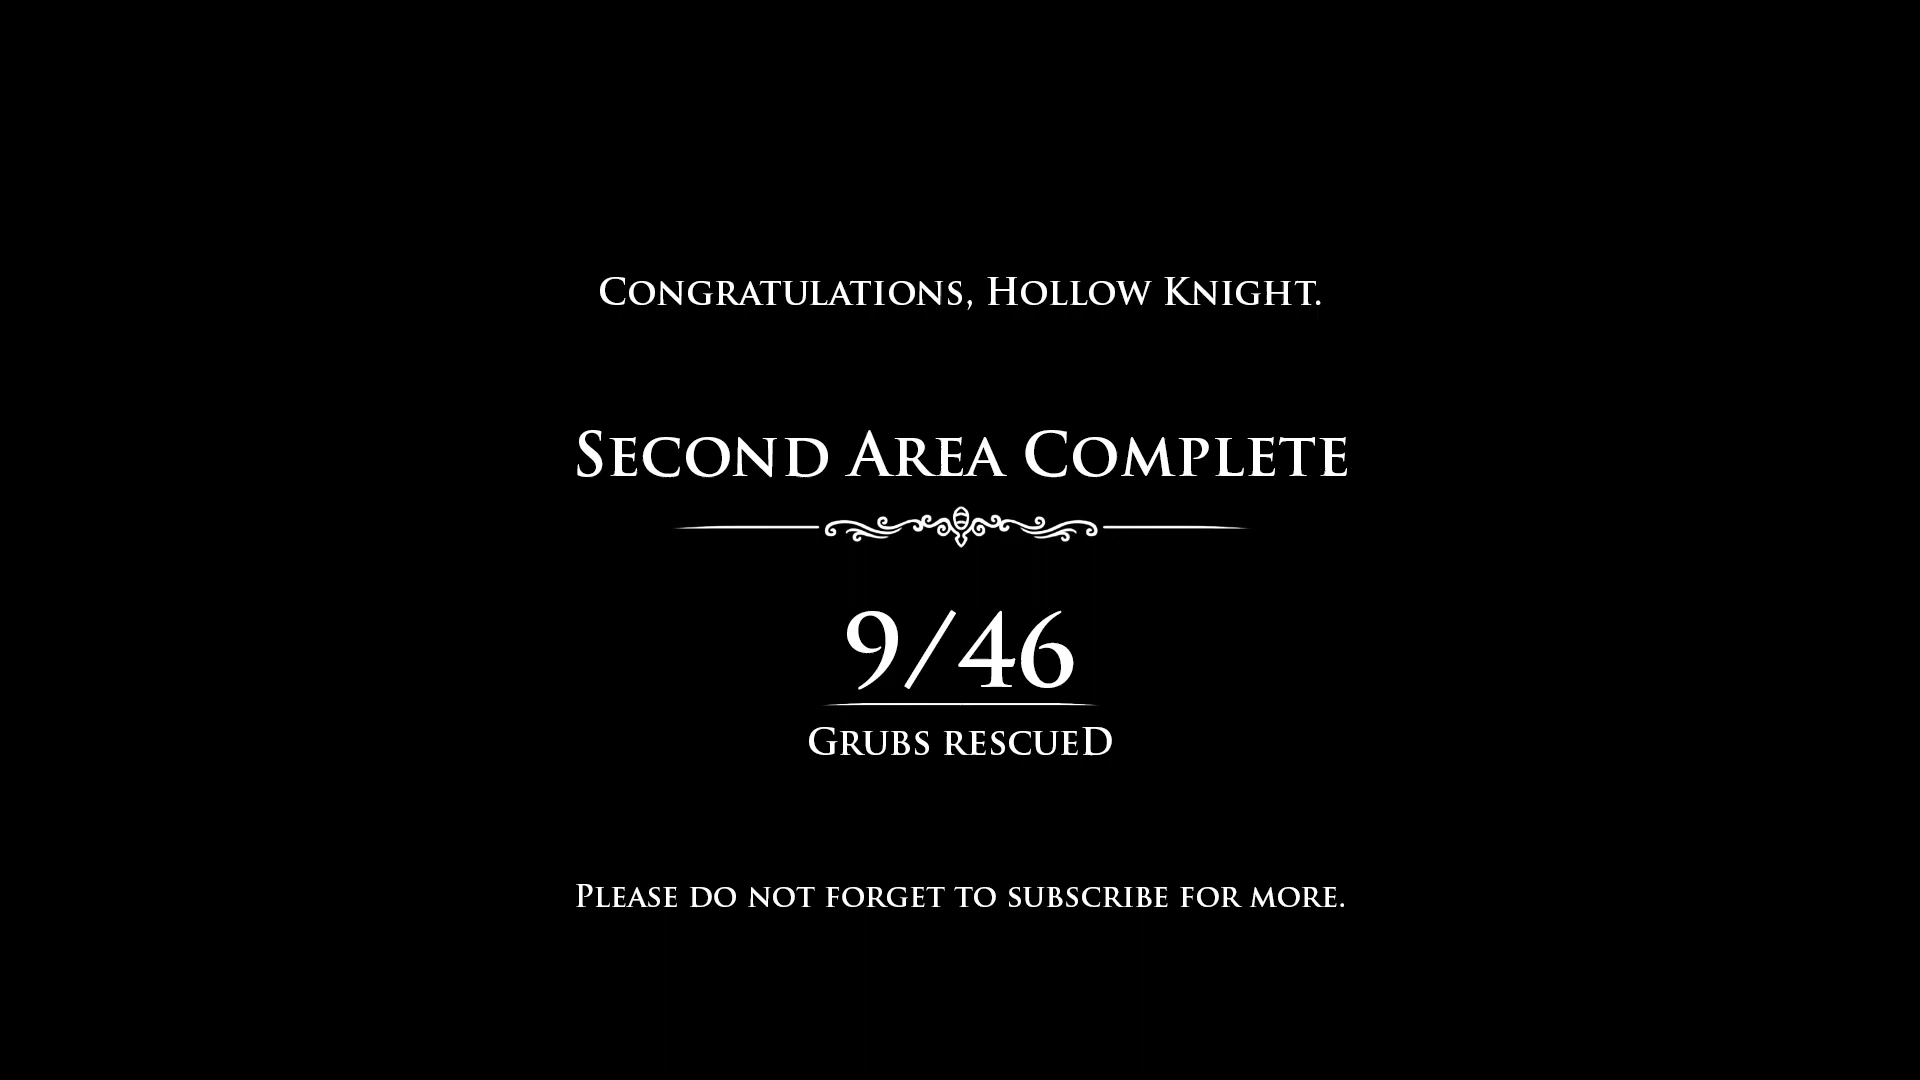 Congratulations, Hollow Knight.
Second Area Complete
9/46
Grubs rescued
Please do not forget to subscribe for more.